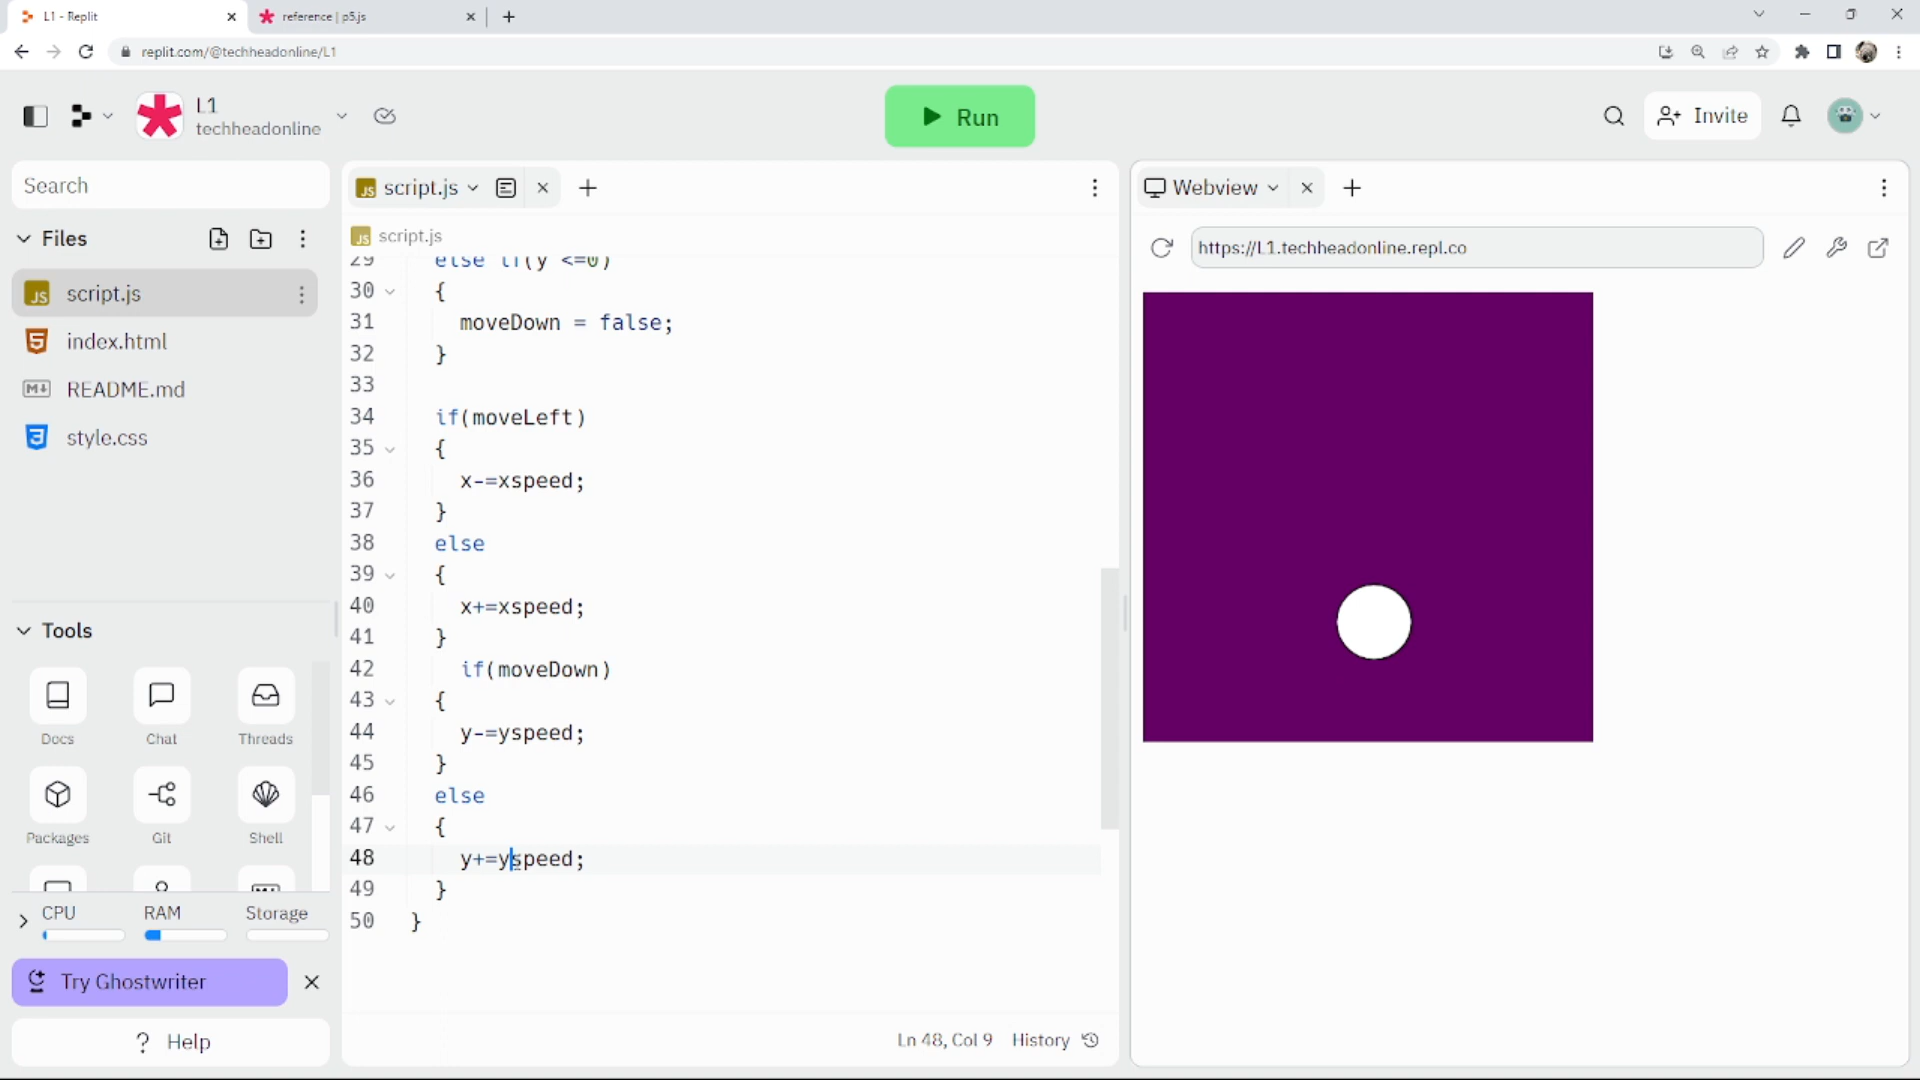 L1 - Replit
reference | p5.js
replit.com/@techheadonline/L1
L1
techheadonline
Run
Invite
Search
Files
script.js
index.html
README.md
style.css
Tools
Docs
Chat
Threads
Packages
Git
Shell
CPU
RAM
Storage
Try Ghostwriter
? Help
script.js
script.js
29 else if(y <=0)
30 {
31 moveDown = false;
32 }
33
34 if(moveLeft)
35 {
36 x-=xspeed;
37 }
38 else
39 {
40 x+=xspeed;
41 }
42 if(moveDown)
43 {
44 y-=yspeed;
45 }
46 else
47 {
48 y+=yspeed;
49 }
50 }
Ln 48, Col 9 History
Webview
https://L1.techheadonline.repl.co